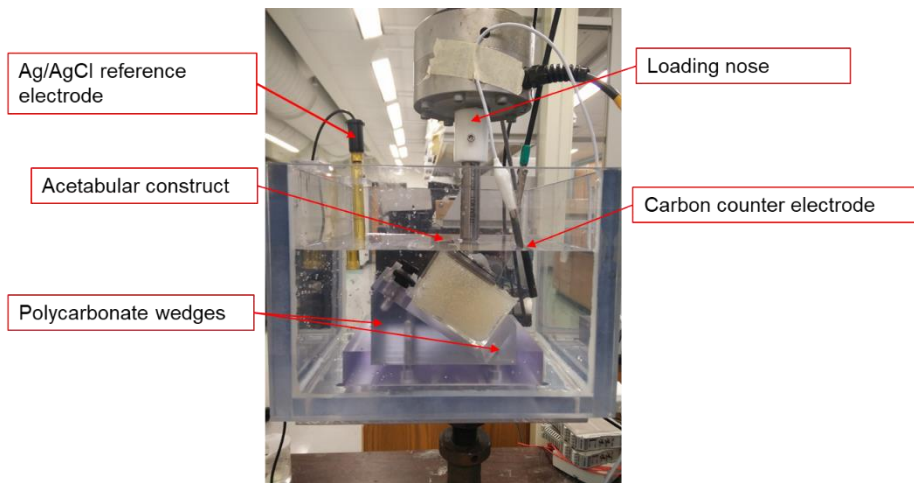 Ag/AgCl reference
electrode
Loading nose
Acetabular construct
Carbon counter electrode
Polycarbonate wedges